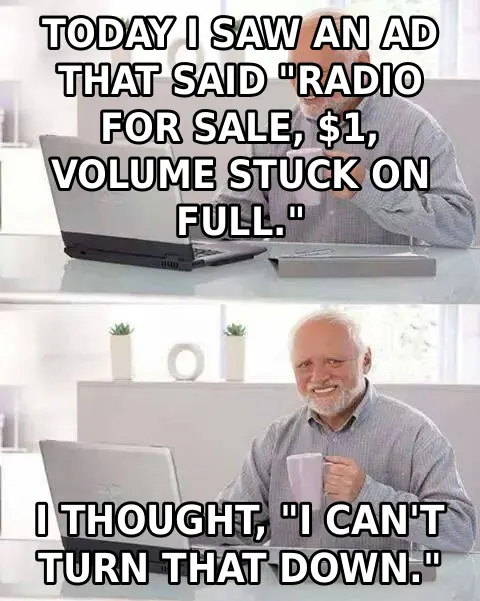 TODAY I SAW AN AD
THAT SAID "RADIO
FOR SALE, $1,
VOLUME STUCK ON
FULL."
I THOUGHT, "I CAN'T
TURN THAT DOWN."